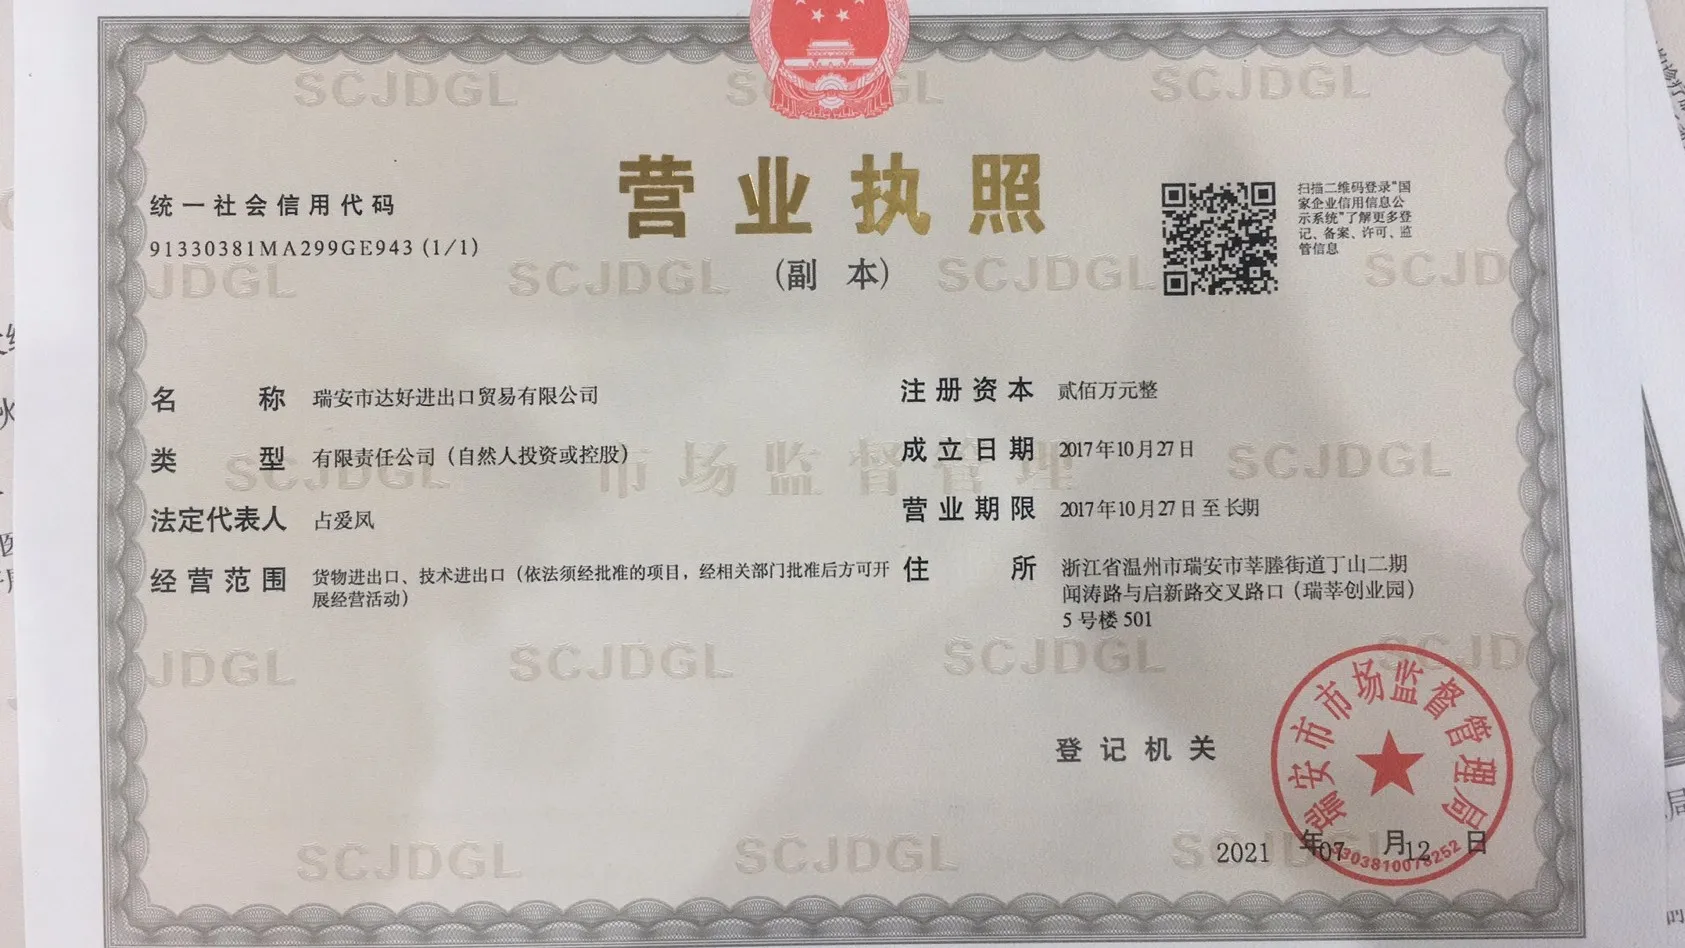 营业执照
(副 本)
统一社会信用代码
91330381MA299GE943 (1/1)
扫描二维码登录"国
家企业信用信息公
示系统"了解更多登
记、备案、许可、监
管信息
名 称 瑞安市达好进出口贸易有限公司
类 型 有限责任公司（自然人投资或控股）
法定代表人 占爱凤
经营范围 货物进出口、技术进出口（依法须经批准的项目，经相关部门批准后方可开
展经营活动）
注册资本 贰佰万元整
成立日期 2017年10月27日
营业期限 2017年10月27日至长期
住 所 浙江省温州市瑞安市莘塍街道丁山二期
闻涛路与启新路交叉路口（瑞莘创业园）
5号楼501
市场监督管理
SCJDGL
登记机关
瑞安市市场监督管理局
2021 年 07 月 12 日